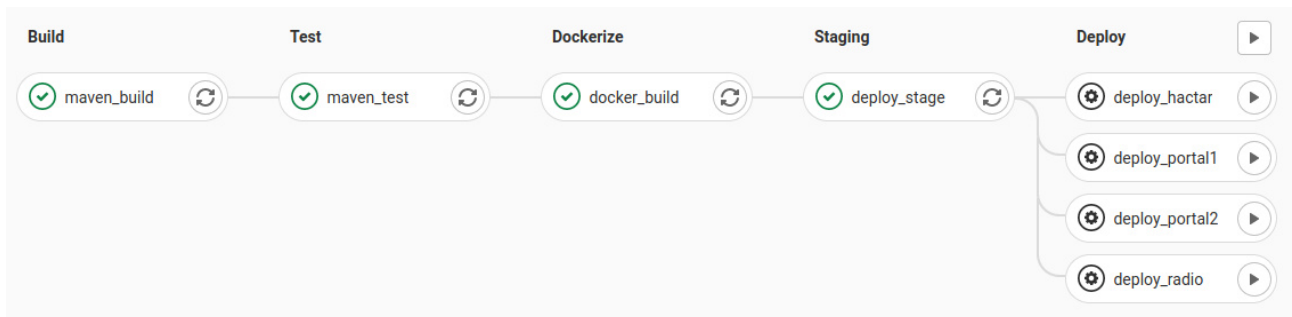 Build
maven_build
Test
maven_test
Dockerize
docker_build
Staging
deploy_stage
Deploy
deploy_hactar
deploy_portal1
deploy_portal2
deploy_radio